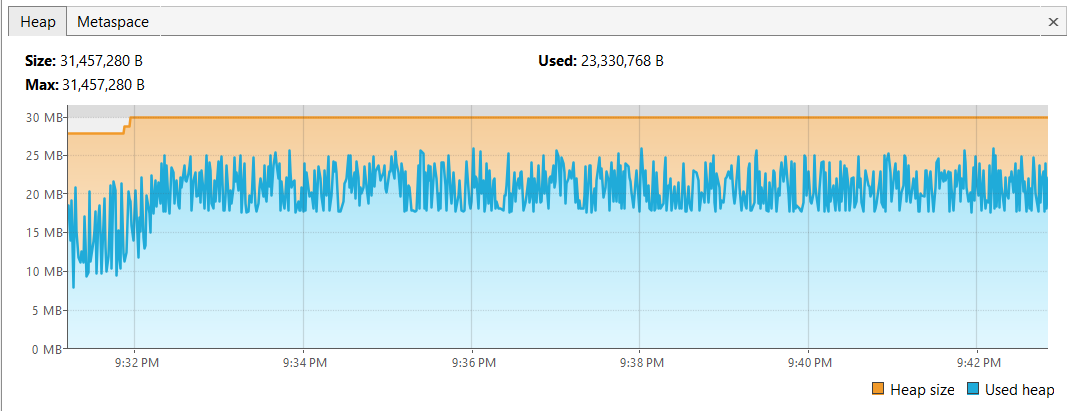 Heap Metaspace ×
Size: 31,457,280 B Used: 23,330,768 B
Max: 31,457,280 B
30 MB
25 MB
20 MB
15 MB
10 MB
5 MB
0 MB
9:32 PM 9:34 PM 9:36 PM 9:38 PM 9:40 PM 9:42 PM
Heap size Used heap